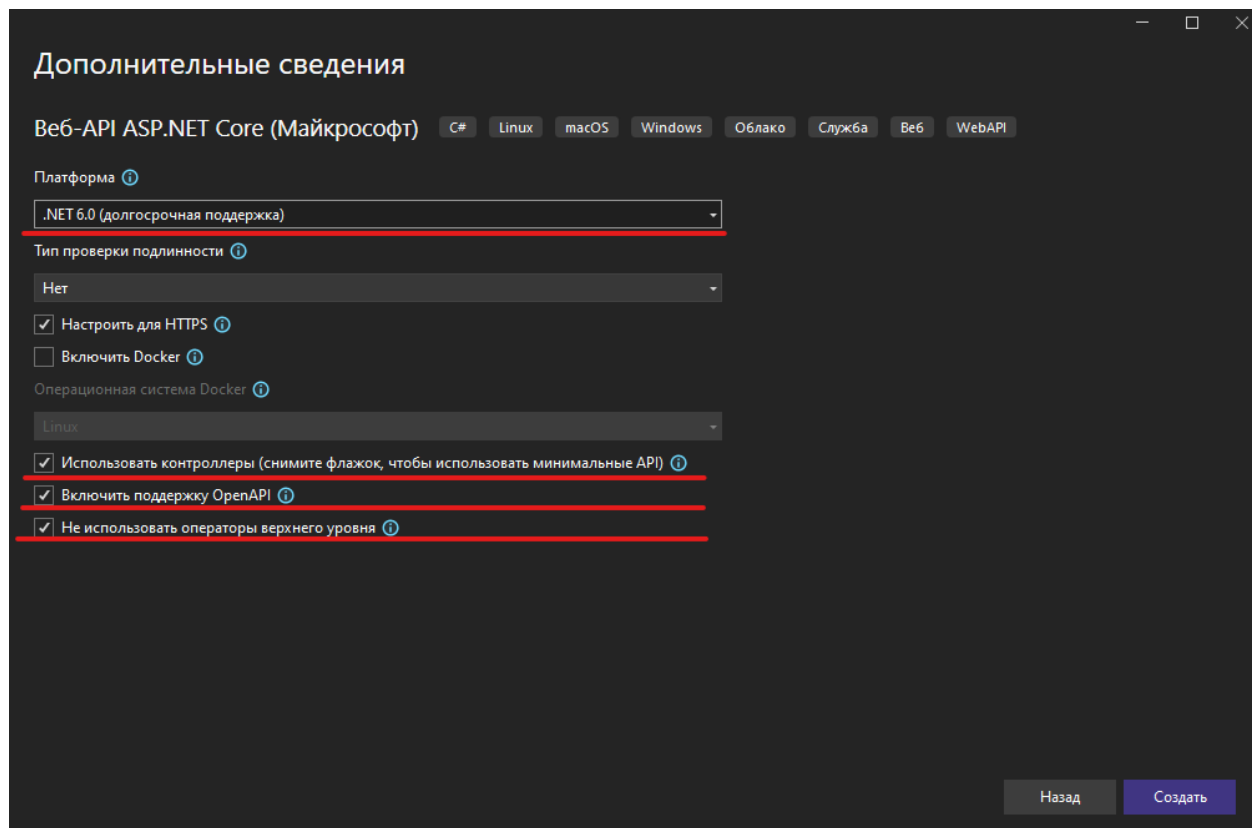 Дополнительные сведения
Веб-API ASP.NET Core (Майкрософт) C# Linux macOS Windows Облако Служба Веб WebAPI
Платформа
.NET 6.0 (долгосрочная поддержка)
Тип проверки подлинности
Нет
Настроить для HTTPS
Включить Docker
Операционная система Docker
Linux
Использовать контроллеры (снимите флажок, чтобы использовать минимальные API)
Включить поддержку OpenAPI
Не использовать операторы верхнего уровня
Назад Создать